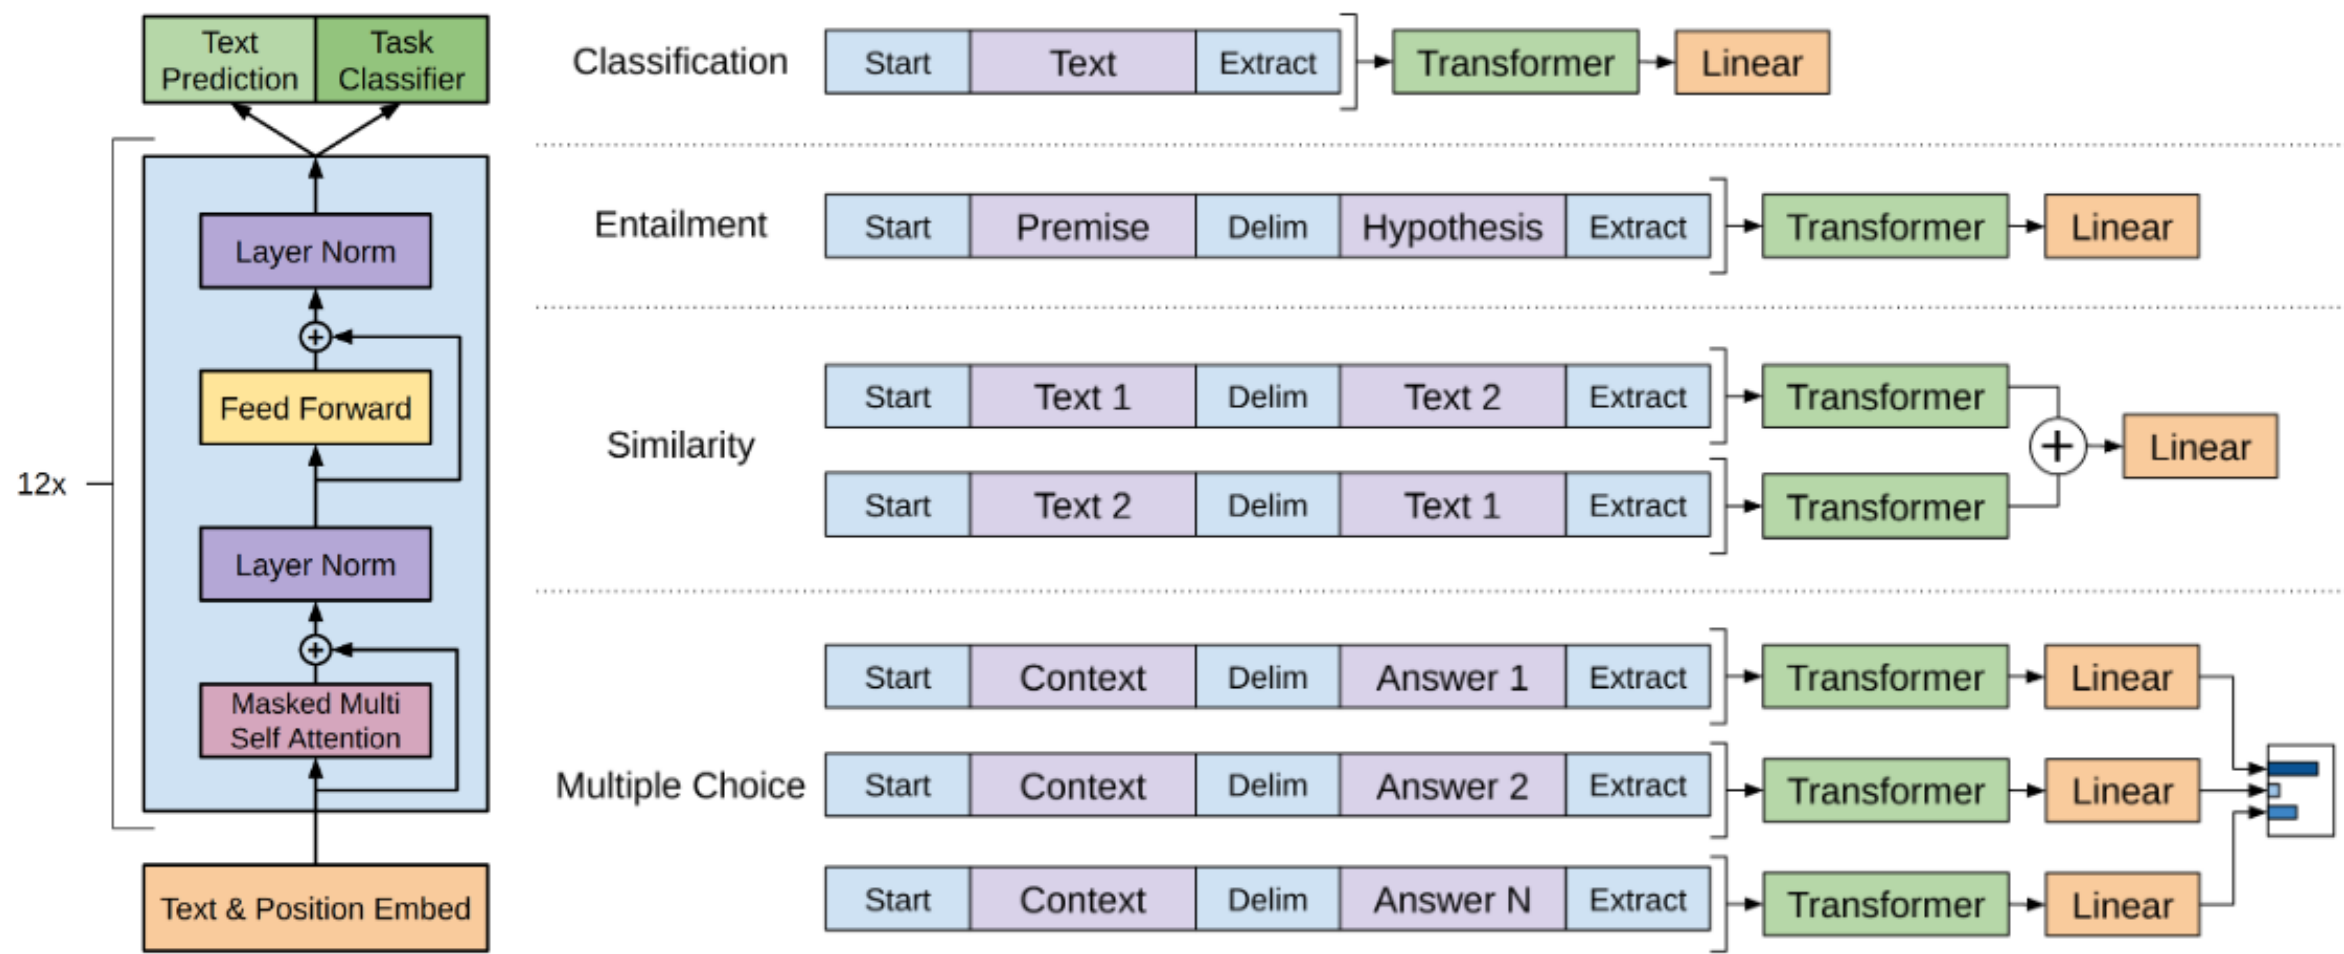 Text
Prediction
Task
Classifier
12x
Layer Norm
Feed Forward
Layer Norm
Masked Multi
Self Attention
Text & Position Embed
Classification
Start Text Extract Transformer Linear
Entailment
Start Premise Delim Hypothesis Extract Transformer Linear
Similarity
Start Text 1 Delim Text 2 Extract Transformer
Start Text 2 Delim Text 1 Extract Transformer
+ Linear
Multiple Choice
Start Context Delim Answer 1 Extract Transformer Linear
Start Context Delim Answer 2 Extract Transformer Linear
Start Context Delim Answer N Extract Transformer Linear